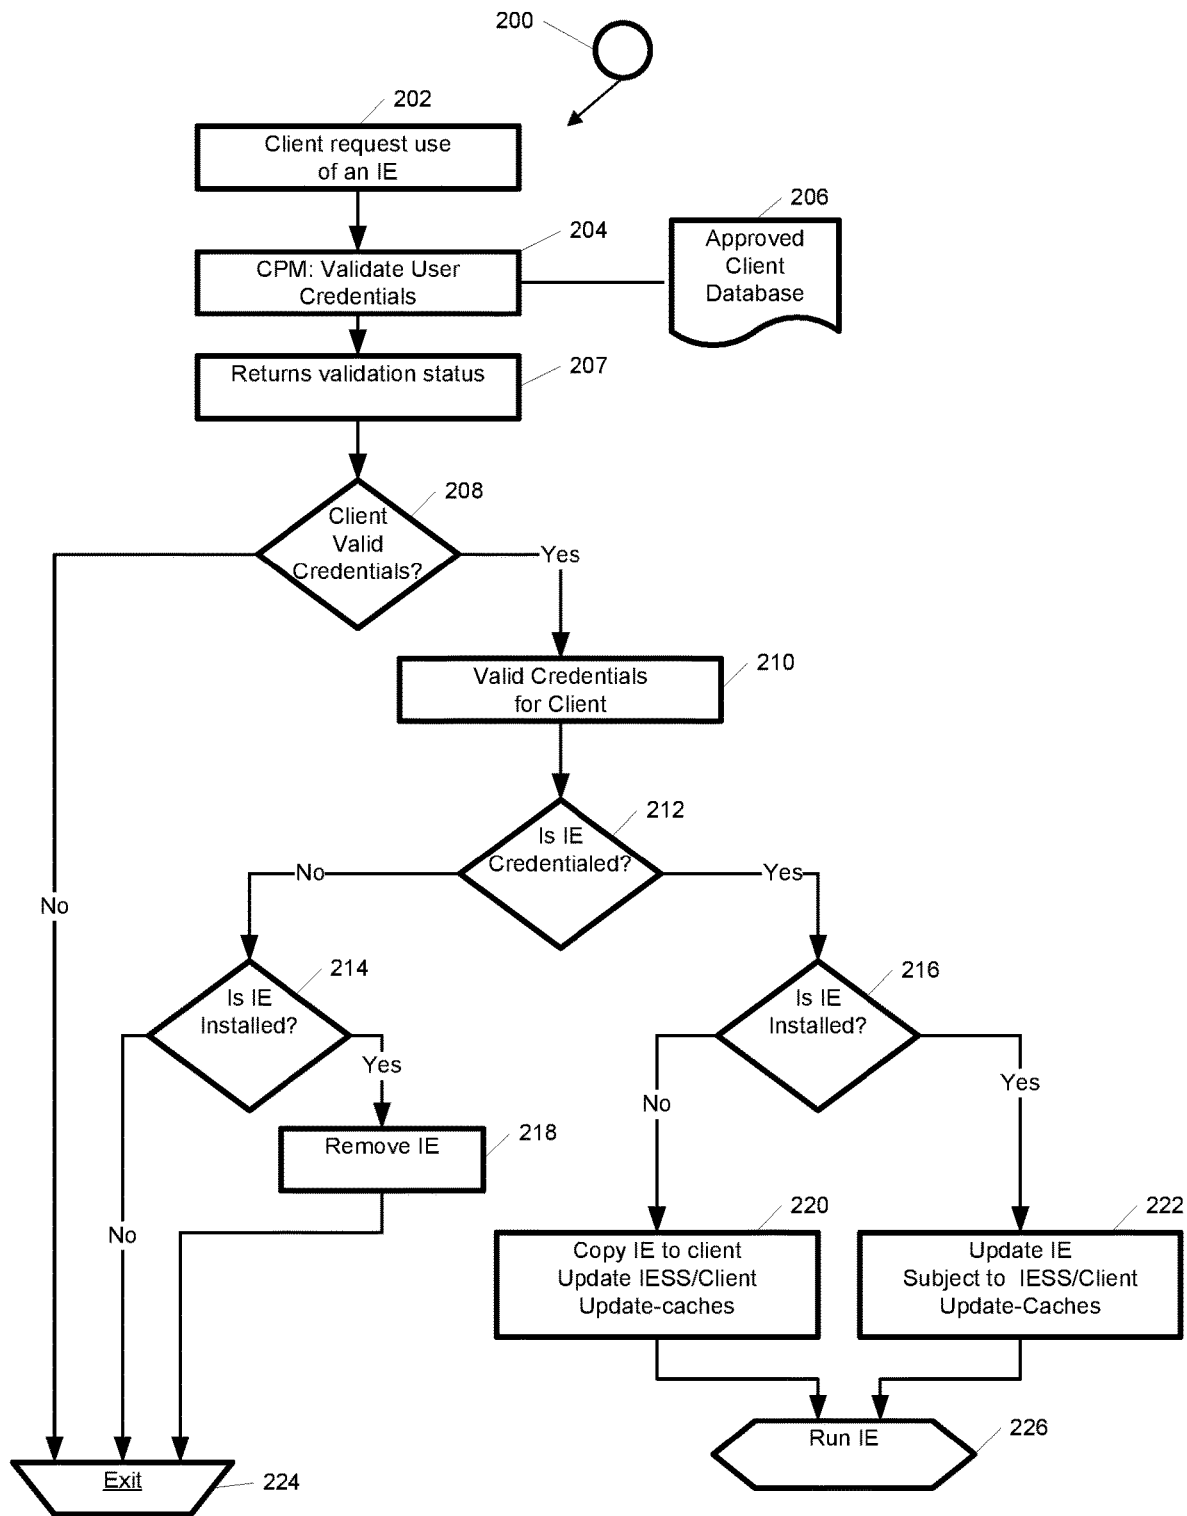 200
202
Client request use
of an IE
206
Approved
Client
Database
204
CPM: Validate User
Credentials
207
Returns validation status
208
Client
Valid
Credentials?
Yes
210
Valid Credentials
for Client
212
Is IE
Credentialed?
No
Yes
No
214
Is IE
Installed?
216
Is IE
Installed?
Yes
No
Yes
218
Remove IE
No
220
Copy IE to client
Update IESS/Client
Update-caches
222
Update IE
Subject to IESS/Client
Update-Caches
Run IE
226
Exit
224